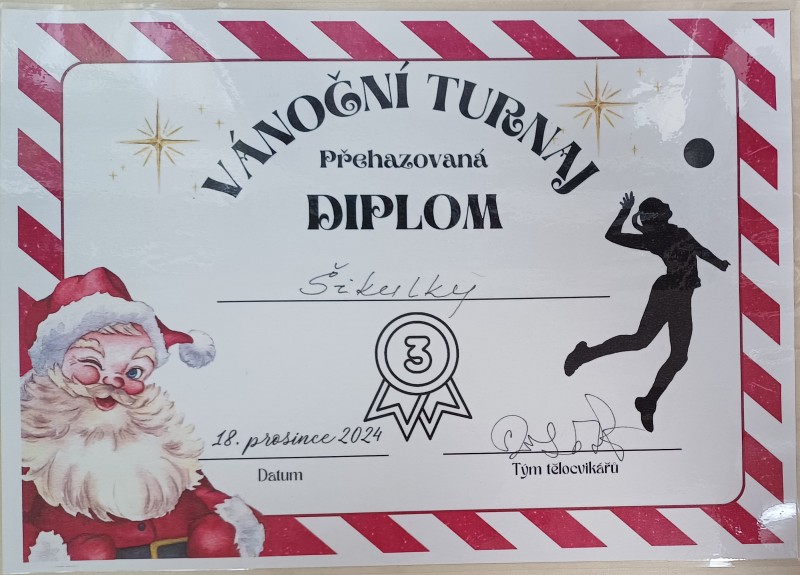 VÁNOČNÍ TURNAJ
Přehazovaná
DIPLOM
Šikulky
3
18. prosince 2024
Datum
Tým tělocvikářů